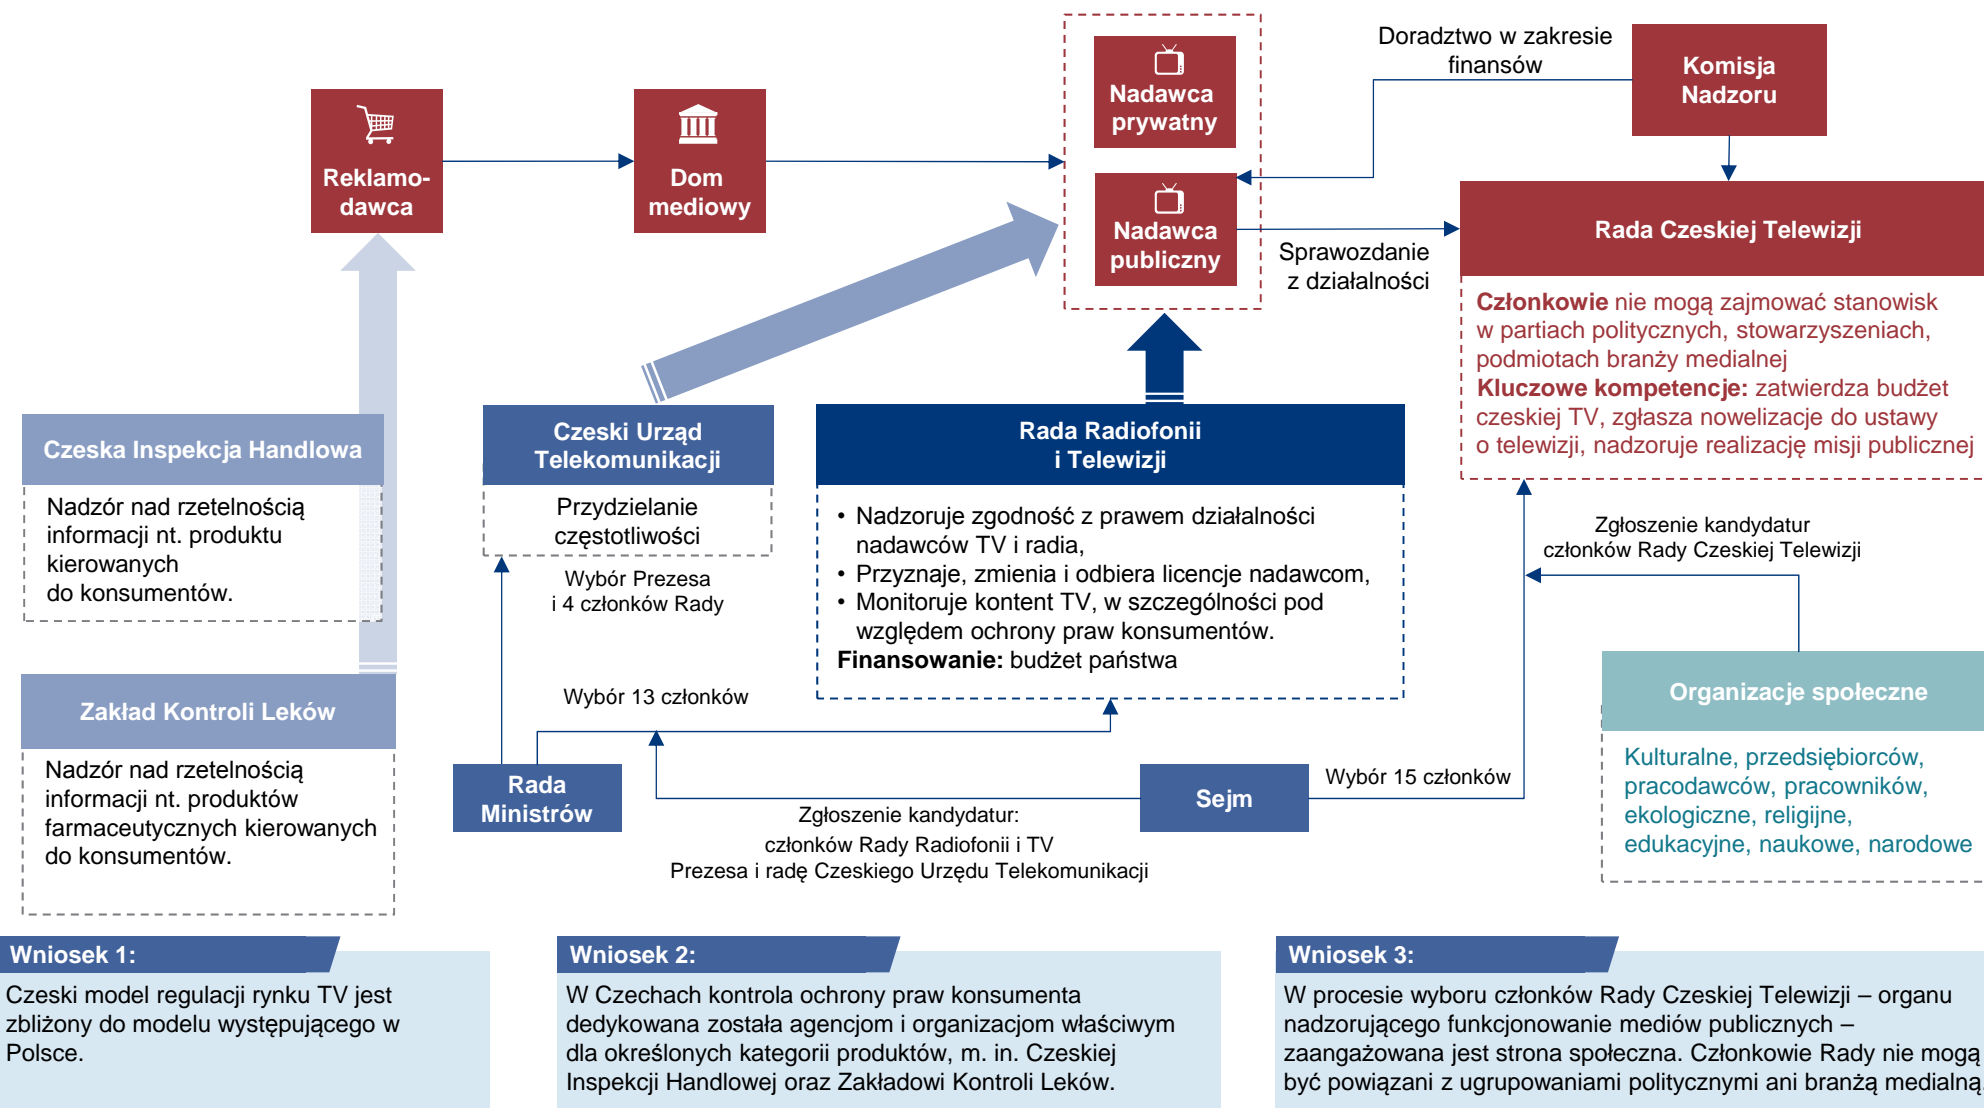 Doradztwo w zakresie
finansów
Komisja
Nadzoru
Nadawca
prywatny
Reklamo-
dawca
Dom
mediowy
Nadawca
publiczny
Sprawozdanie
z działalności
Rada Czeskiej Telewizji
Członkowie nie mogą zajmować stanowisk
w partiach politycznych, stowarzyszeniach,
podmiotach branży medialnej
Kluczowe kompetencje: zatwierdza budżet
czeskiej TV, zgłasza nowelizacje do ustawy
o telewizji, nadzoruje realizację misji publicznej
Czeska Inspekcja Handlowa
Nadzór nad rzetelnością
informacji nt. produktu
kierowanych
do konsumentów.
Czeski Urząd
Telekomunikacji
Przydzielanie
częstotliwości
Wybór Prezesa
i 4 członków Rady
Rada Radiofonii
i Telewizji
• Nadzoruje zgodność z prawem działalności
nadawców TV i radia,
• Przyznaje, zmienia i odbiera licencje nadawcom,
• Monitoruje kontent TV, w szczególności pod
względem ochrony praw konsumentów.
Finansowanie: budżet państwa
Zgłoszenie kandydatur
członków Rady Czeskiej Telewizji
Zakład Kontroli Leków
Nadzór nad rzetelnością
informacji nt. produktów
farmaceutycznych kierowanych
do konsumentów.
Wybór 13 członków
Rada
Ministrów
Zgłoszenie kandydatur:
członków Rady Radiofonii i TV
Prezesa i radę Czeskiego Urzędu Telekomunikacji
Sejm
Wybór 15 członków
Organizacje społeczne
Kulturalne, przedsiębiorców,
pracodawców, pracowników,
ekologiczne, religijne,
edukacyjne, naukowe, narodowe
Wniosek 1:
Czeski model regulacji rynku TV jest
zbliżony do modelu występującego w
Polsce.
Wniosek 2:
W Czechach kontrola ochrony praw konsumenta
dedykowana została agencjom i organizacjom właściwym
dla określonych kategorii produktów, m. in. Czeskiej
Inspekcji Handlowej oraz Zakładowi Kontroli Leków.
Wniosek 3:
W procesie wyboru członków Rady Czeskiej Telewizji – organu
nadzorującego funkcjonowanie mediów publicznych –
zaangażowana jest strona społeczna. Członkowie Rady nie mogą
być powiązani z ugrupowaniami politycznymi ani branżą medialną